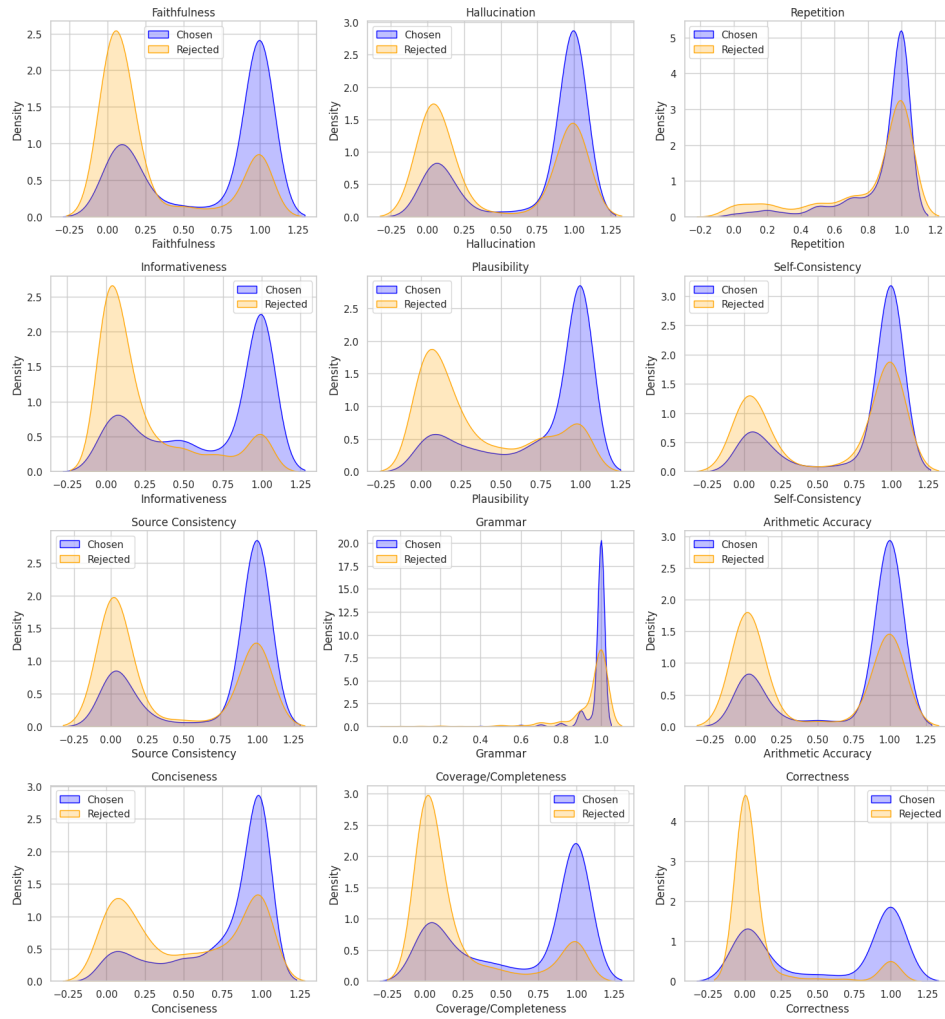 Faithfulness
Chosen
Rejected
Density
2.5
2.0
1.5
1.0
0.5
0.0
−0.25 0.00 0.25 0.50 0.75 1.00 1.25
Faithfulness
Hallucination
Chosen
Rejected
Density
3.0
2.5
2.0
1.5
1.0
0.5
0.0
−0.25 0.00 0.25 0.50 0.75 1.00 1.25
Hallucination
Repetition
Chosen
Rejected
Density
5
4
3
2
1
0
−0.2 0.0 0.2 0.4 0.6 0.8 1.0 1.2
Repetition
Informativeness
Chosen
Rejected
Density
2.5
2.0
1.5
1.0
0.5
0.0
−0.25 0.00 0.25 0.50 0.75 1.00 1.25
Informativeness
Plausibility
Chosen
Rejected
Density
3.0
2.5
2.0
1.5
1.0
0.5
0.0
−0.25 0.00 0.25 0.50 0.75 1.00 1.25
Plausibility
Self-Consistency
Chosen
Rejected
Density
3.0
2.5
2.0
1.5
1.0
0.5
0.0
−0.25 0.00 0.25 0.50 0.75 1.00 1.25
Self-Consistency
Source Consistency
Chosen
Rejected
Density
3.0
2.5
2.0
1.5
1.0
0.5
0.0
−0.25 0.00 0.25 0.50 0.75 1.00 1.25
Source Consistency
Grammar
Chosen
Rejected
Density
20.0
17.5
15.0
12.5
10.0
7.5
5.0
2.5
0.0
0.0 0.2 0.4 0.6 0.8 1.0
Grammar
Arithmetic Accuracy
Chosen
Rejected
Density
3.0
2.5
2.0
1.5
1.0
0.5
0.0
−0.25 0.00 0.25 0.50 0.75 1.00 1.25
Arithmetic Accuracy
Conciseness
Chosen
Rejected
Density
3.0
2.5
2.0
1.5
1.0
0.5
0.0
−0.25 0.00 0.25 0.50 0.75 1.00 1.25
Conciseness
Coverage/Completeness
Chosen
Rejected
Density
3.0
2.5
2.0
1.5
1.0
0.5
0.0
−0.25 0.00 0.25 0.50 0.75 1.00 1.25
Coverage/Completeness
Correctness
Chosen
Rejected
Density
4
3
2
1
0
−0.25 0.00 0.25 0.50 0.75 1.00 1.25
Correctness